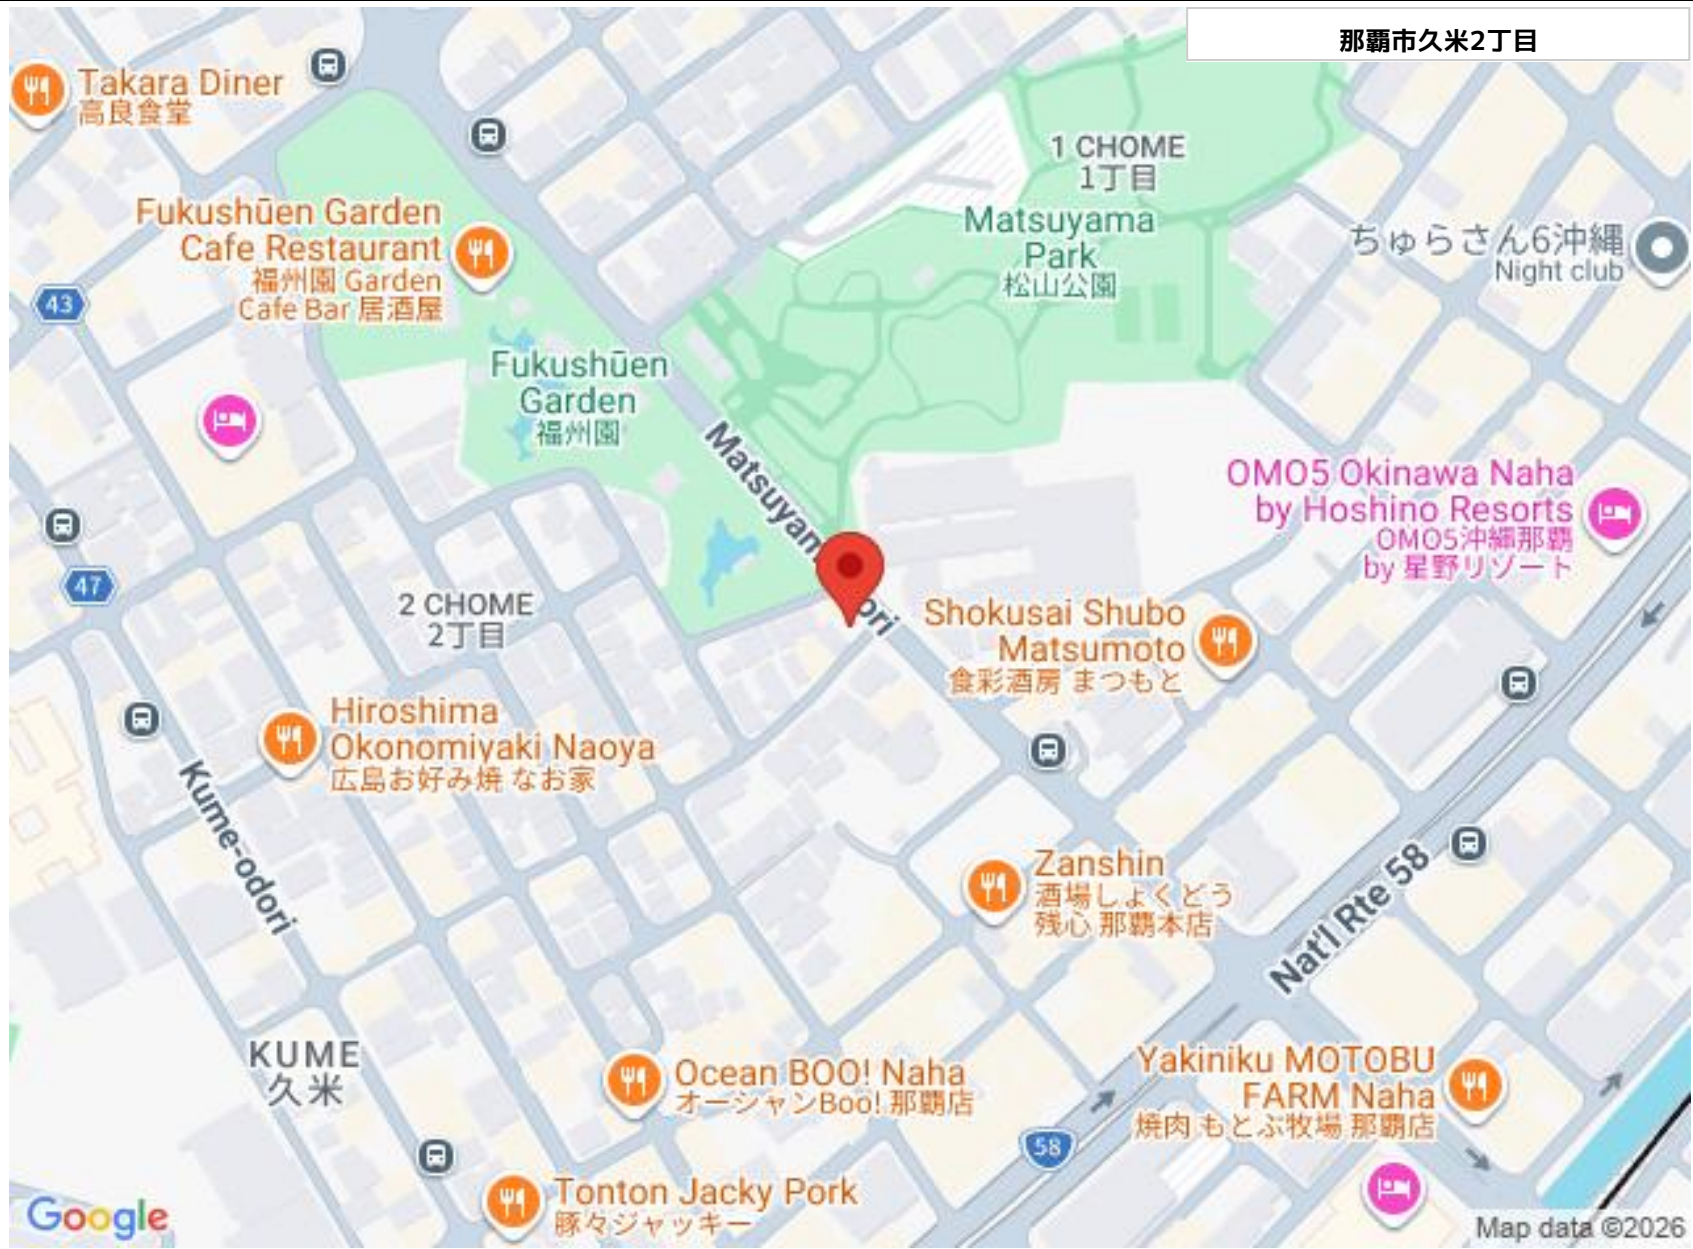 那覇市久米2丁目
Takara Diner
高良食堂
1 CHOME
1丁目
Fukushūen Garden
Cafe Restaurant
福州園 Garden
Cafe Bar 居酒屋
Matsuyama
Park
松山公園
ちゅらさん6沖縄
Night club
43
Fukushūen
Garden
福州園
Matsuyam
ori
OMO5 Okinawa Naha
by Hoshino Resorts
OMO5沖縄那覇
by 星野リゾート
47
2 CHOME
2丁目
Shokusai Shubo
Matsumoto
食彩酒房 まつもと
Hiroshima
Okonomiyaki Naoya
広島お好み焼 なお家
Kume-odori
Zanshin
酒場しょくどう
残心 那覇本店
Nat'l Rte 58
KUME
久米
Ocean BOO! Naha
オーシャンBoo! 那覇店
Yakiniku MOTOBU
FARM Naha
焼肉 もとぶ牧場 那覇店
58
Tonton Jacky Pork
豚々ジャッキー
Google
Map data ©2026